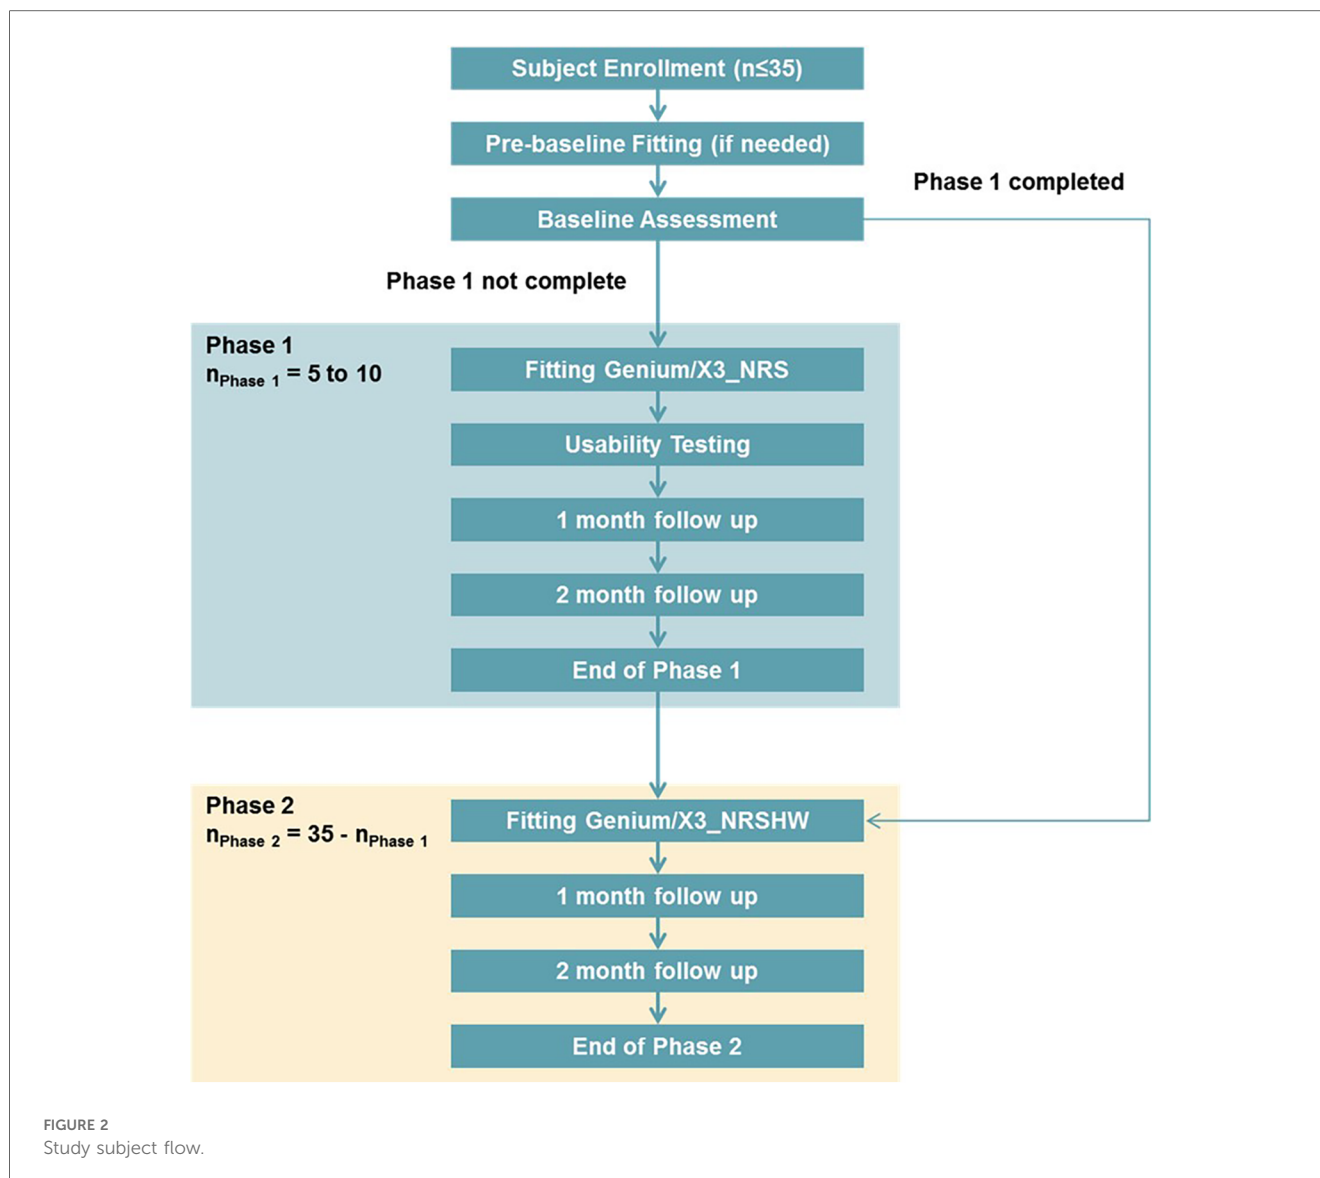 Subject Enrollment (n≤35)
Pre-baseline Fitting (if needed)
Phase 1 completed
Baseline Assessment
Phase 1 not complete
Phase 1
nPhase 1 = 5 to 10
Fitting Genium/X3_NRS
Usability Testing
1 month follow up
2 month follow up
End of Phase 1
Phase 2
nPhase 2 = 35 - nPhase 1
Fitting Genium/X3_NRSHW
1 month follow up
2 month follow up
End of Phase 2
FIGURE 2
Study subject flow.